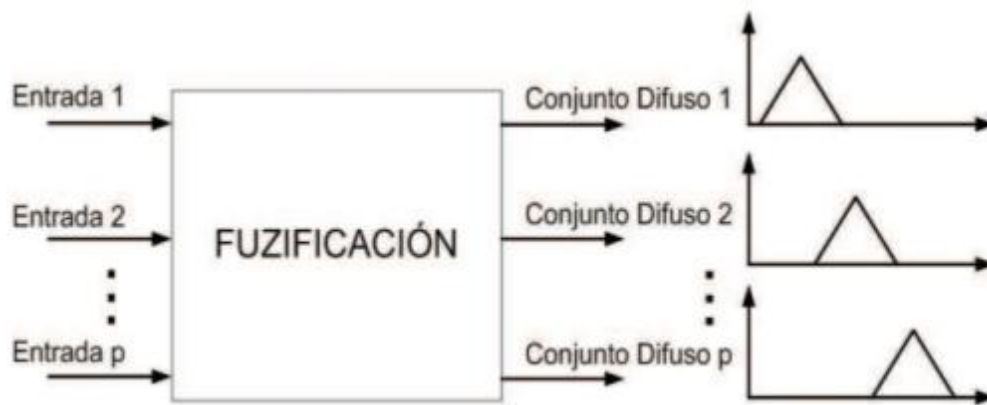 Entrada 1
Conjunto Difuso 1
Entrada 2
Conjunto Difuso 2
FUZIFICACIÓN
Entrada p
Conjunto Difuso p